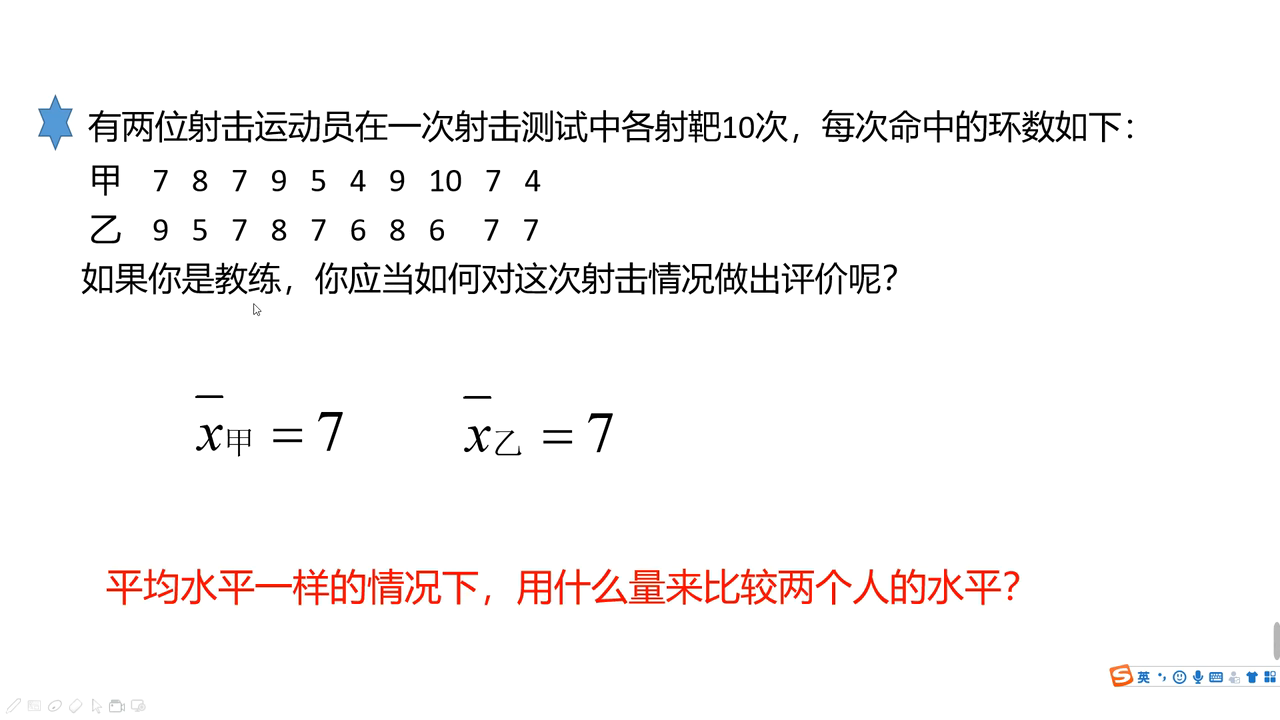 有两位射击运动员在一次射击测试中各射靶10次，每次命中的环数如下：
甲 7 8 7 9 5 4 9 10 7 4
乙 9 5 7 8 7 6 8 6 7 7
如果你是教练，你应当如何对这次射击情况做出评价呢？
x̄甲 = 7 x̄乙 = 7
平均水平一样的情况下，用什么量来比较两个人的水平？
S 英